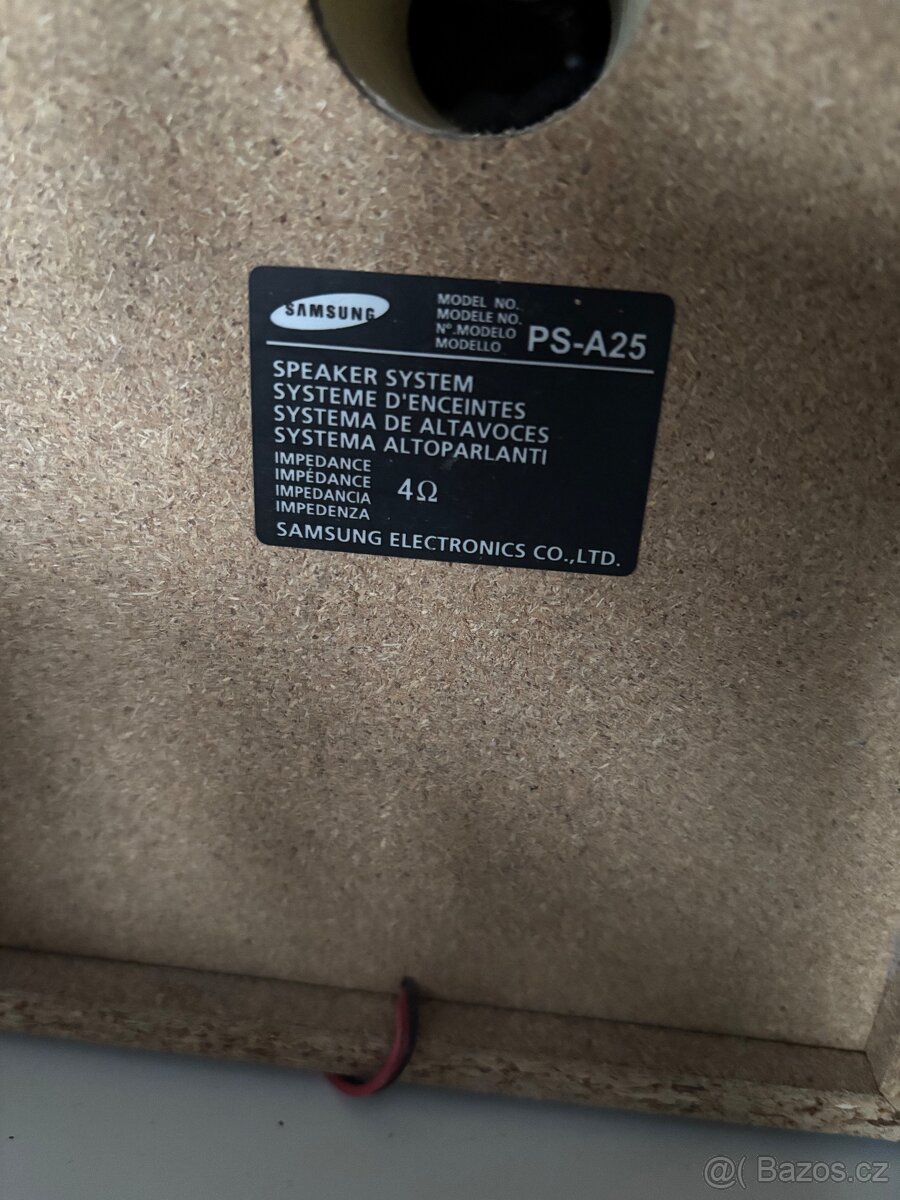 SAMSUNG
MODEL NO.
MODELE NO.
Nº.MODELO
MODELLO
PS-A25
SPEAKER SYSTEM
SYSTEME D'ENCEINTES
SYSTEMA DE ALTAVOCES
SYSTEMA ALTOPARLANTI
IMPEDANCE
IMPÉDANCE
IMPEDANCIA
IMPEDENZA
4Ω
SAMSUNG ELECTRONICS CO.,LTD.
@( Bazos.cz